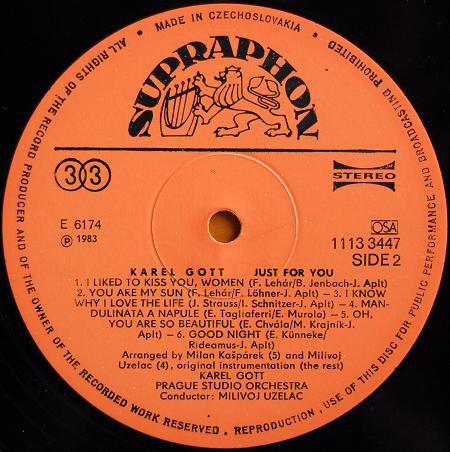 MADE IN CZECHOSLOVAKIA
ALL RIGHTS OF THE RECORD PRODUCER AND OF THE OWNER OF THE RECORDED WORK RESERVED. REPRODUCTION, USE OF THIS DISC FOR PUBLIC PERFORMANCE AND BROADCASTING PROHIBITED
SUPRAPHON
33
STEREO
E 6174
Ⓟ 1983
OSA
1113 3447
SIDE 2
KAREL GOTT JUST FOR YOU
1. I LIKED TO KISS YOU, WOMEN (F. Lehár/B. Jenbach-J. Aplt)
2. YOU ARE MY SUN (F. Lehár/F. Löhner-J. Aplt) – 3. I KNOW
WHY I LOVE THE LIFE (J. Strauss/I. Schnitzer-J. Aplt) – 4. MAN-
DULINATA A NAPULE (E. Tagliaferri/E. Murolo) – 5. OH,
YOU ARE SO BEAUTIFUL (E. Chvála/M. Krajník-J.
Aplt) – 6. GOOD NIGHT (E. Künneke/
Rideamus-J. Aplt)
Arranged by Milan Kašpárek (5) and Milivoj
Uzelac (4), original instrumentation (the rest)
KAREL GOTT
PRAGUE STUDIO ORCHESTRA
Conductor: MILIVOJ UZELAC